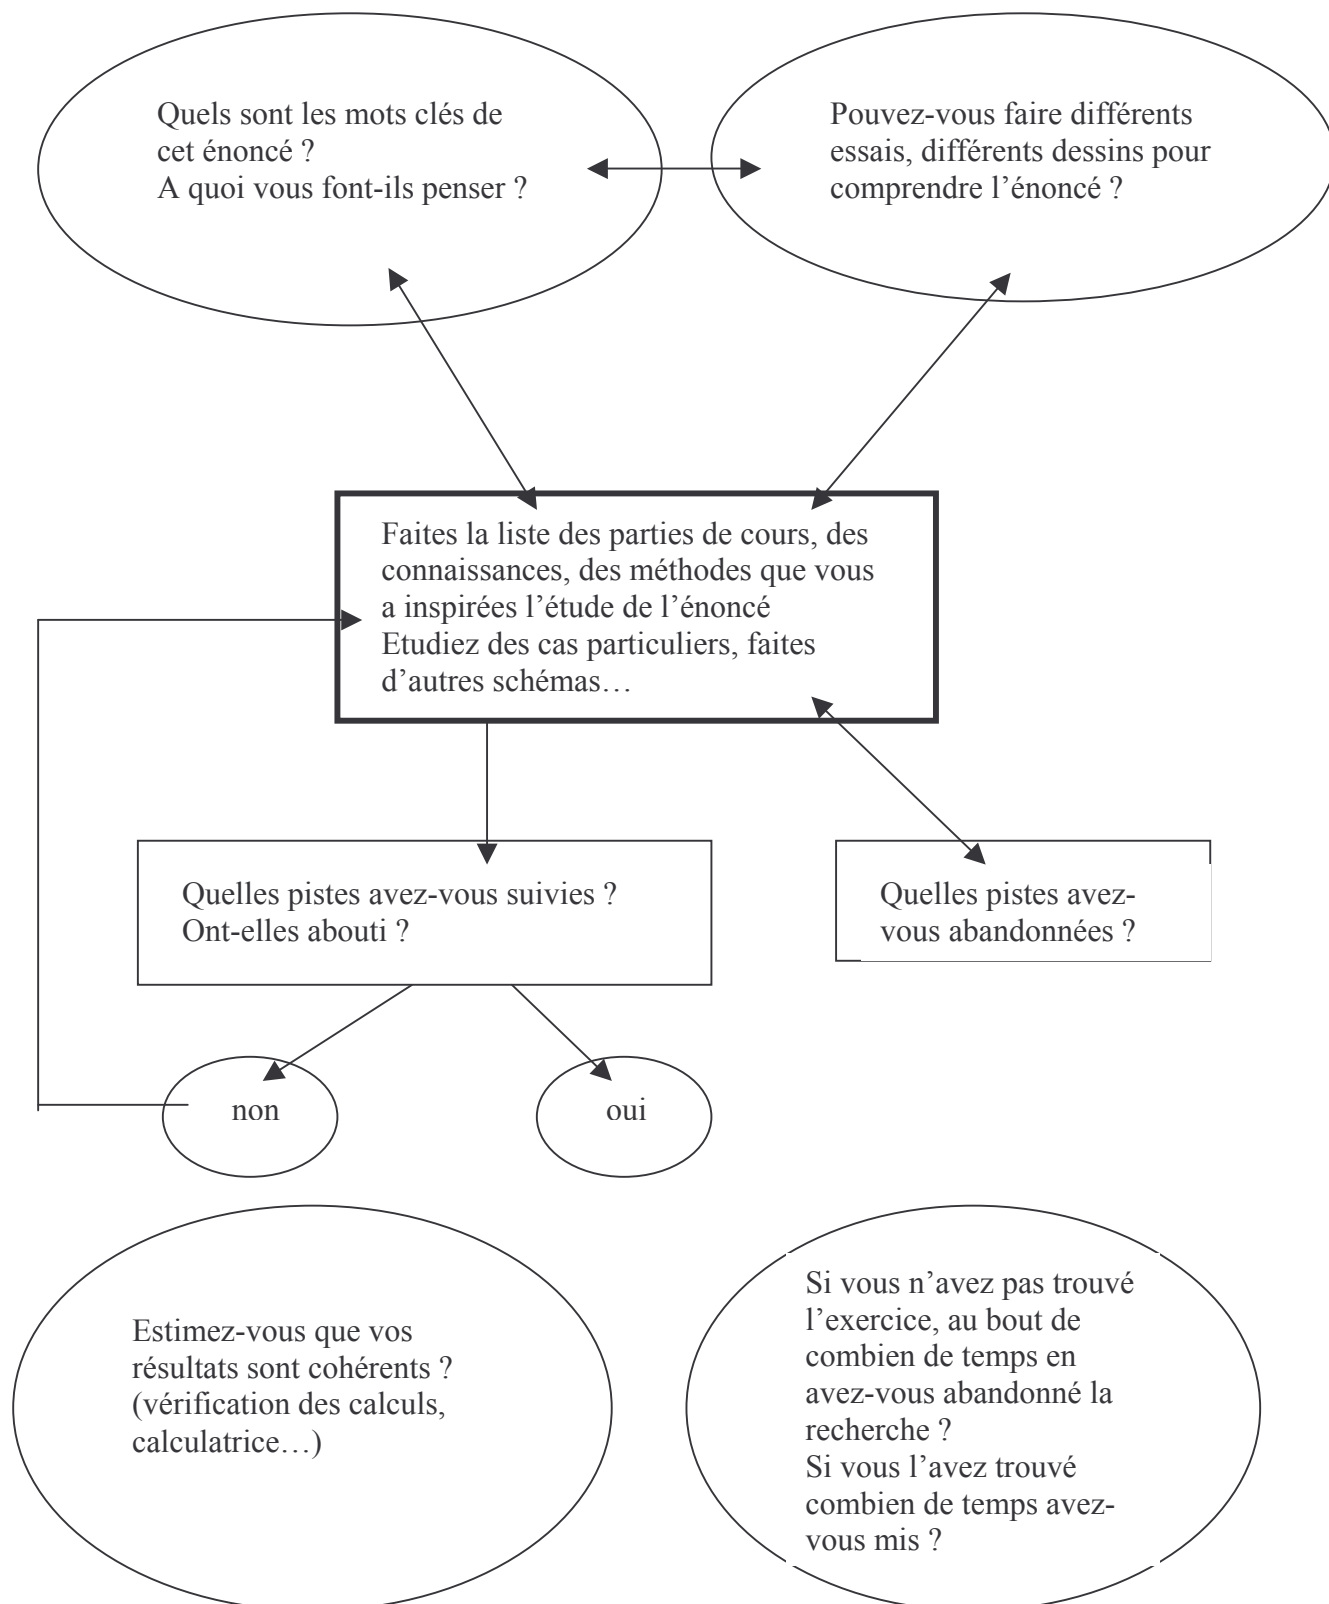 Quels sont les mots clés de
cet énoncé ?
A quoi vous font-ils penser ?
Pouvez-vous faire différents
essais, différents dessins pour
comprendre l’énoncé ?
Faites la liste des parties de cours, des
connaissances, des méthodes que vous
a inspirées l’étude de l’énoncé
Etudiez des cas particuliers, faites
d’autres schémas…
Quelles pistes avez-vous suivies ?
Ont-elles abouti ?
Quelles pistes avez-
vous abandonnées ?
non
oui
Estimez-vous que vos
résultats sont cohérents ?
(vérification des calculs,
calculatrice…)
Si vous n’avez pas trouvé
l’exercice, au bout de
combien de temps en
avez-vous abandonné la
recherche ?
Si vous l’avez trouvé
combien de temps avez-
vous mis ?